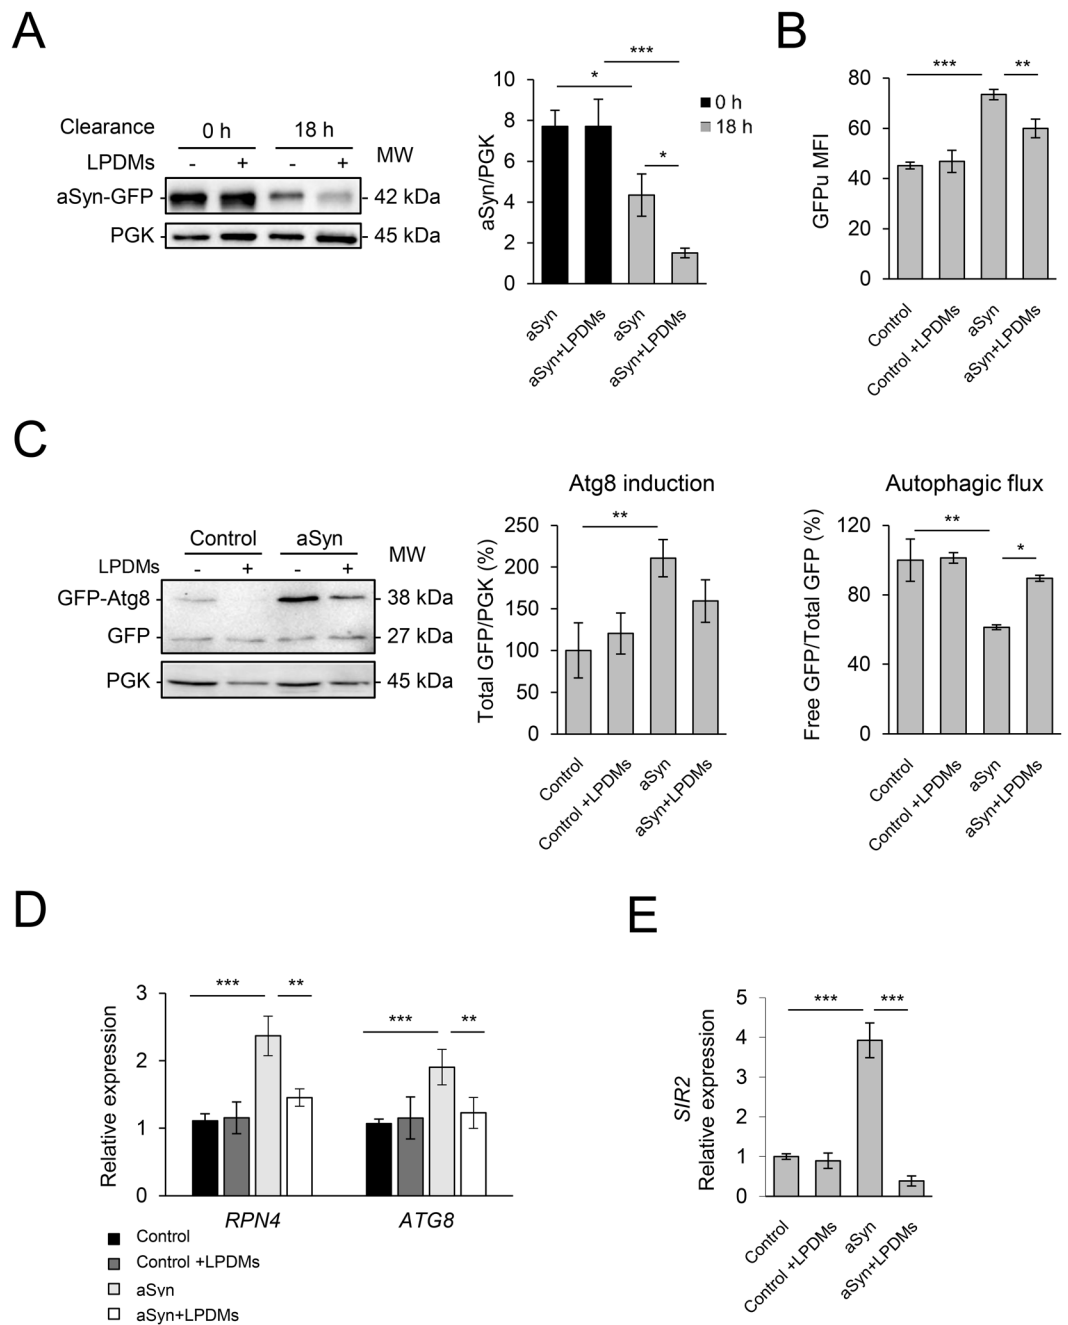 A
Clearance
0 h
18 h
LPDMs
-
+
-
+
MW
aSyn-GFP
42 kDa
PGK
45 kDa
aSyn/PGK
10
8
6
4
2
0
*
***
*
0 h
18 h
aSyn
aSyn+LPDMs
aSyn
aSyn+LPDMs
B
GFPu MFI
80
60
40
20
0
***
**
Control
Control +LPDMs
aSyn
aSyn+LPDMs
C
Control
aSyn
LPDMs
-
+
-
+
MW
GFP-Atg8
38 kDa
GFP
27 kDa
PGK
45 kDa
Atg8 induction
Total GFP/PGK (%)
250
200
150
100
50
0
**
Control
Control +LPDMs
aSyn
aSyn+LPDMs
Autophagic flux
Free GFP/Total GFP (%)
120
80
40
0
**
*
Control
Control +LPDMs
aSyn
aSyn+LPDMs
D
Relative expression
3
2
1
0
***
**
***
**
RPN4
ATG8
Control
Control +LPDMs
aSyn
aSyn+LPDMs
E
SIR2
Relative expression
5
4
3
2
1
0
***
***
Control
Control +LPDMs
aSyn
aSyn+LPDMs